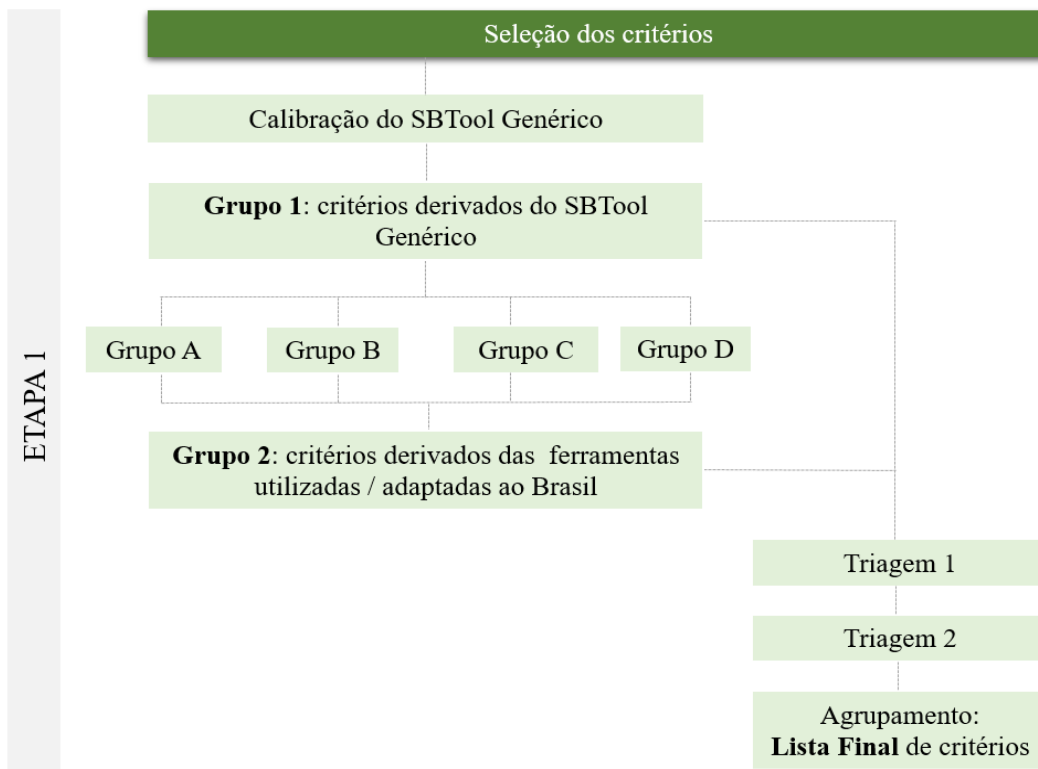 Seleção dos critérios
Calibração do SBTool Genérico
Grupo 1: critérios derivados do SBTool
Genérico
Grupo A
Grupo B
Grupo C
Grupo D
Grupo 2: critérios derivados das ferramentas
utilizadas / adaptadas ao Brasil
Triagem 1
Triagem 2
Agrupamento:
Lista Final de critérios
ETAPA 1